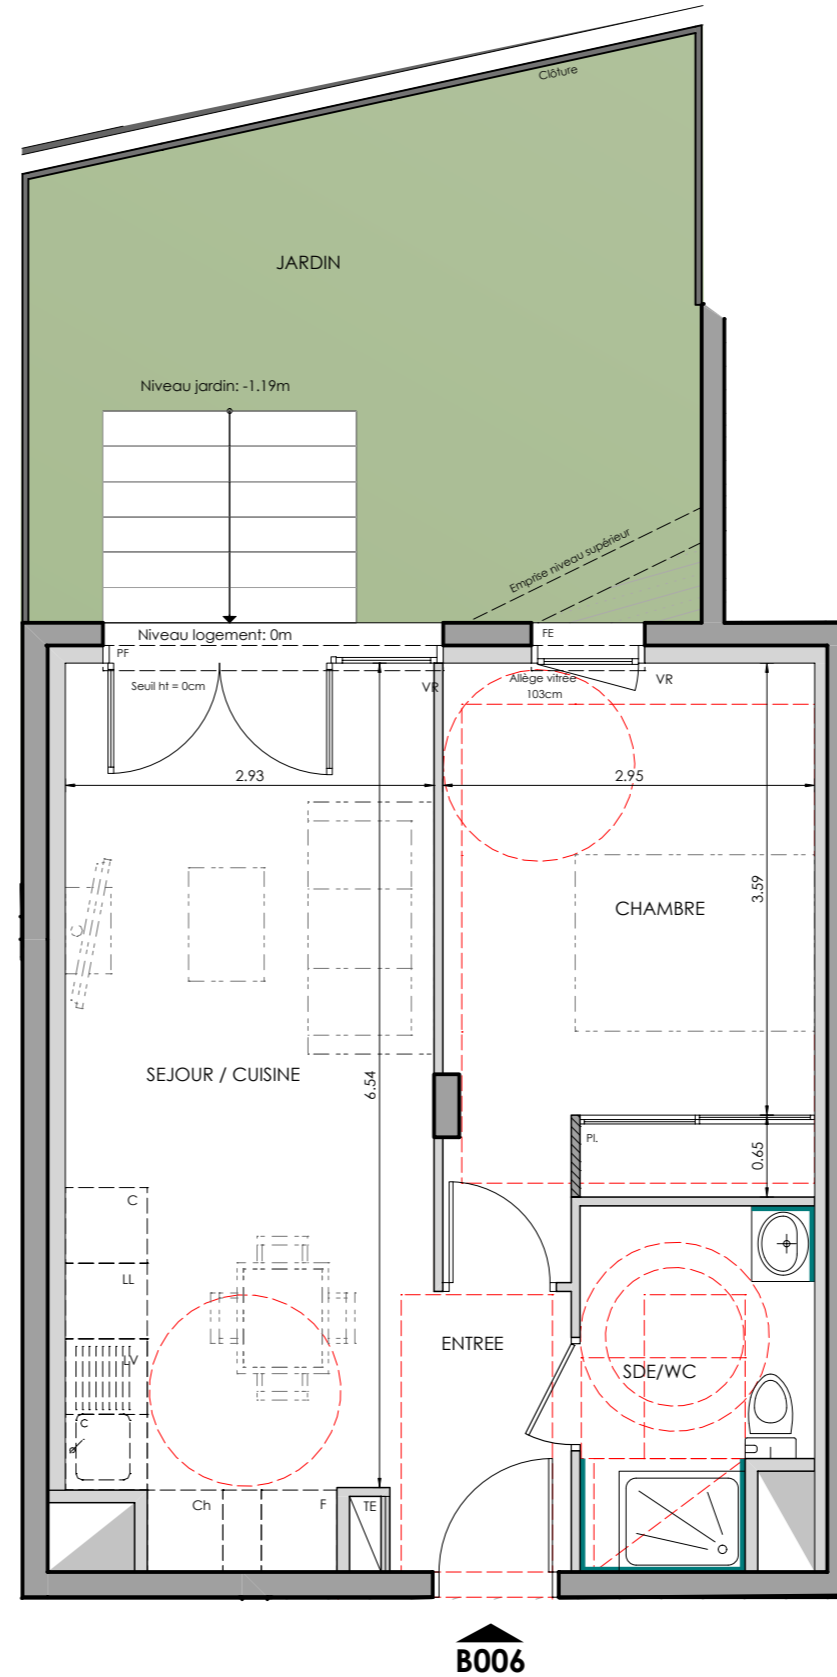 Clôture
JARDIN
Niveau jardin: -1.19m
Emprise niveau supérieur
Niveau logement: 0m
FE
PF
Seuil ht = 0cm
VR
Allège vitrée
103cm
VR
2.93
2.95
3.59
CHAMBRE
SEJOUR / CUISINE
6.54
Pl.
0.65
C
LL
ENTREE
LV
SDE/WC
C
Ch
F
TE
B006